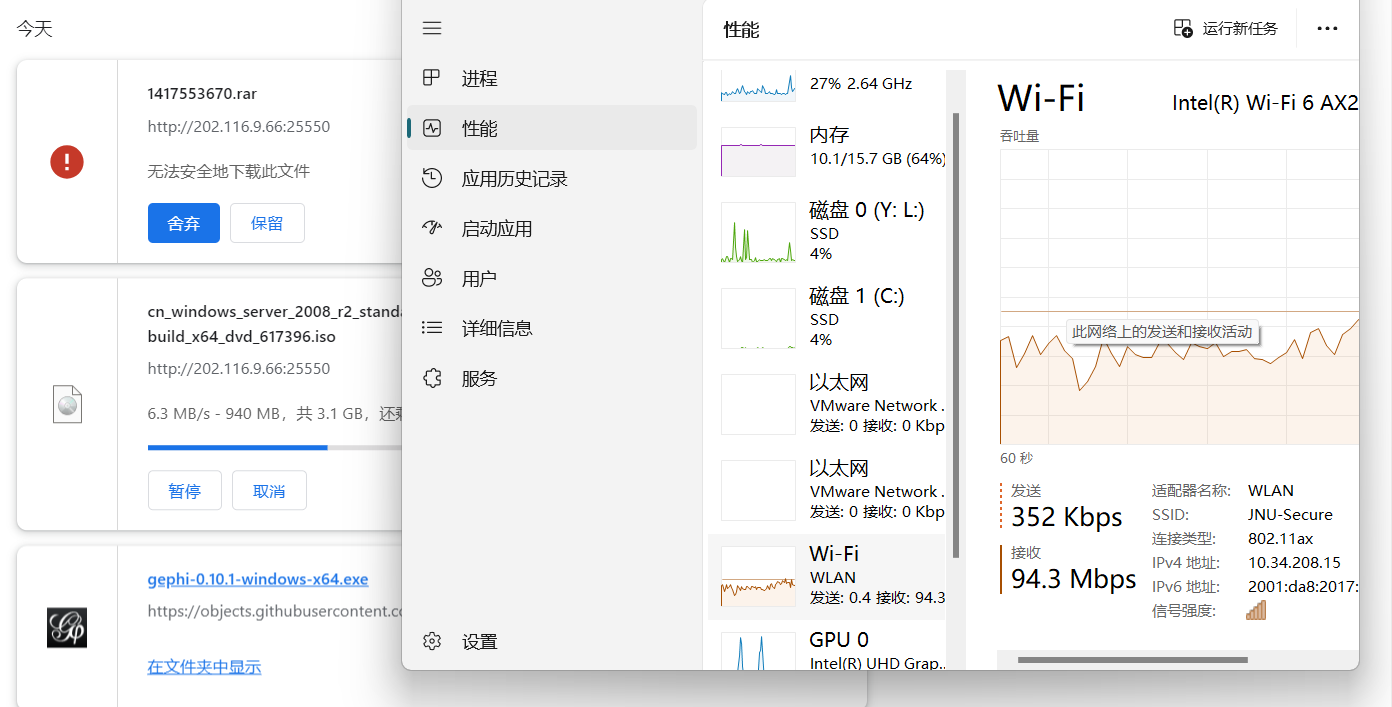 今天
1417553670.rar
http://202.116.9.66:25550
无法安全地下载此文件
舍弃
保留
cn_windows_server_2008_r2_standa
build_x64_dvd_617396.iso
http://202.116.9.66:25550
6.3 MB/s - 940 MB，共 3.1 GB，还剩
暂停
取消
gephi-0.10.1-windows-x64.exe
https://objects.githubusercontent.co
在文件夹中显示
进程
性能
应用历史记录
启动应用
用户
详细信息
服务
设置
性能
运行新任务
27% 2.64 GHz
内存
10.1/15.7 GB (64%)
磁盘 0 (Y: L:)
SSD
4%
磁盘 1 (C:)
SSD
4%
以太网
VMware Network .
发送: 0 接收: 0 Kbp
以太网
VMware Network .
发送: 0 接收: 0 Kbp
Wi-Fi
WLAN
发送: 0.4 接收: 94.3
GPU 0
Intel(R) UHD Grap..
Wi-Fi
Intel(R) Wi-Fi 6 AX2
吞吐量
此网络上的发送和接收活动
60 秒
发送
352 Kbps
接收
94.3 Mbps
适配器名称: WLAN
SSID: JNU-Secure
连接类型: 802.11ax
IPv4 地址: 10.34.208.15
IPv6 地址: 2001:da8:2017:
信号强度: